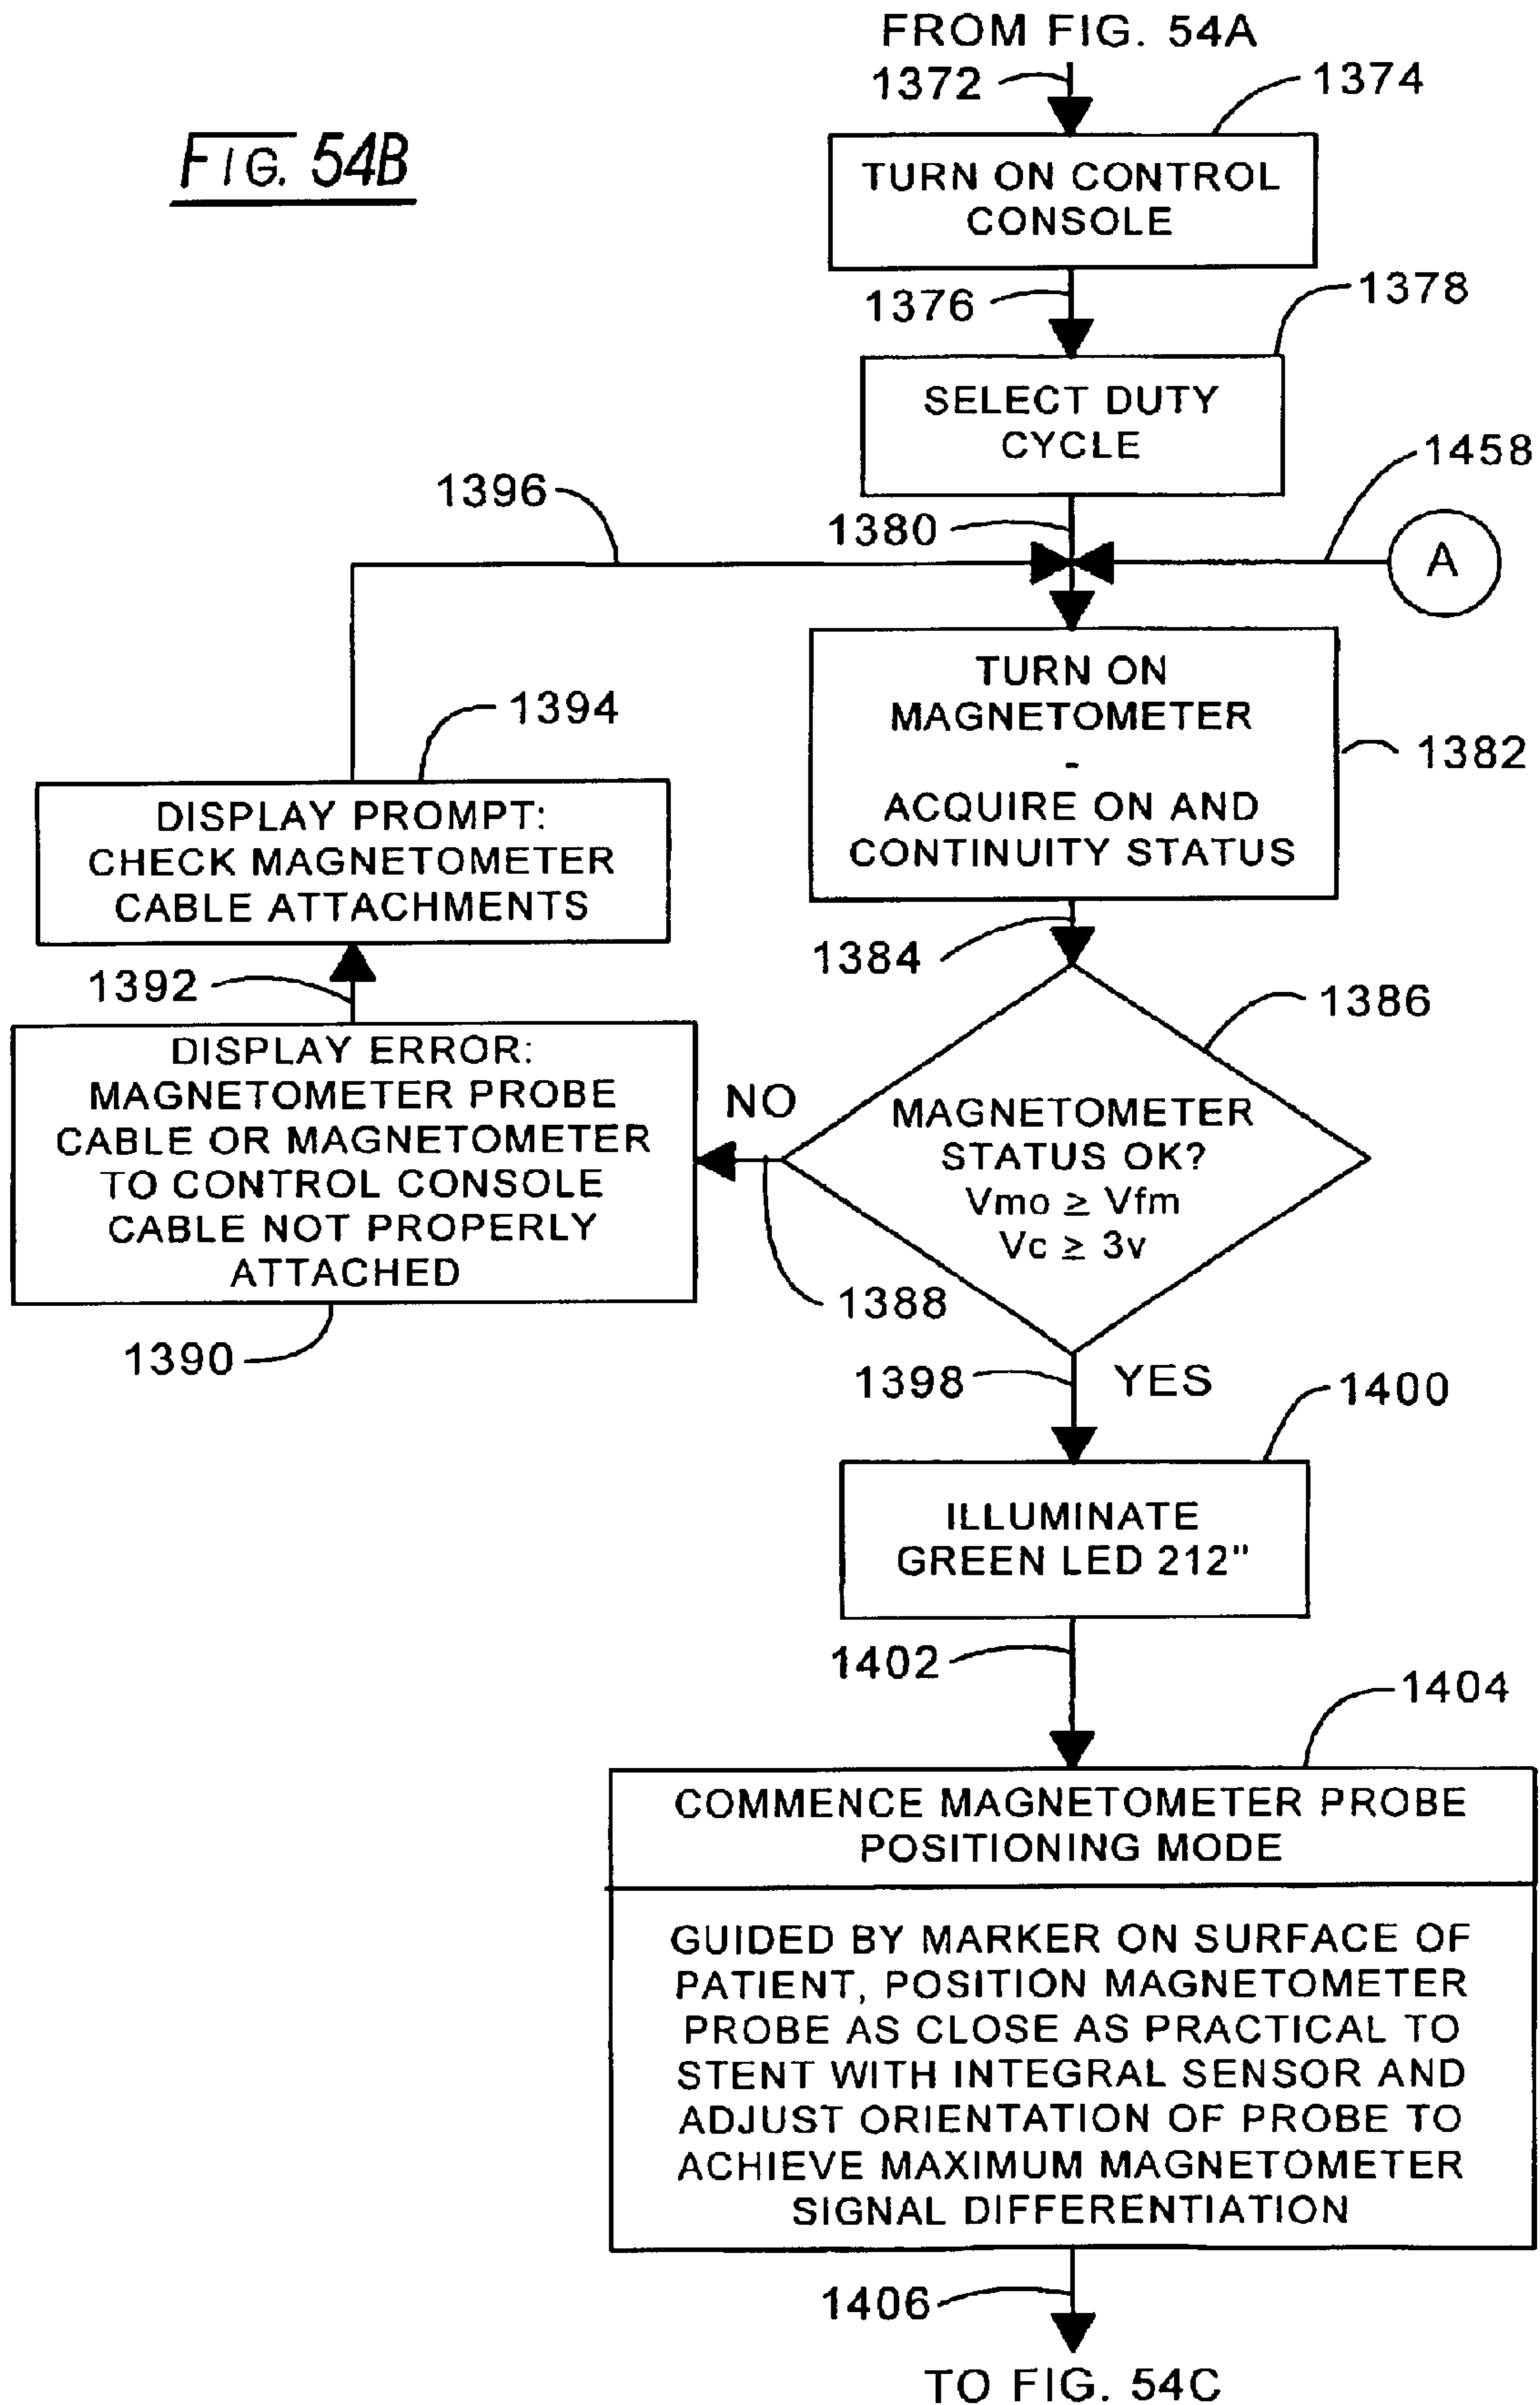 FROM FIG. 54A
1372
1374
FIG. 54B
TURN ON CONTROL
CONSOLE
1376
1378
SELECT DUTY
CYCLE
1396
1458
1380
A
TURN ON
MAGNETOMETER
-
ACQUIRE ON AND
CONTINUITY STATUS
1382
1394
DISPLAY PROMPT:
CHECK MAGNETOMETER
CABLE ATTACHMENTS
1384
1392
1386
DISPLAY ERROR:
MAGNETOMETER PROBE
CABLE OR MAGNETOMETER
TO CONTROL CONSOLE
CABLE NOT PROPERLY
ATTACHED
NO
MAGNETOMETER
STATUS OK?
Vmo ≥ Vfm
Vc ≥ 3v
1388
1390
1398
YES
1400
ILLUMINATE
GREEN LED 212"
1402
1404
COMMENCE MAGNETOMETER PROBE
POSITIONING MODE
GUIDED BY MARKER ON SURFACE OF
PATIENT, POSITION MAGNETOMETER
PROBE AS CLOSE AS PRACTICAL TO
STENT WITH INTEGRAL SENSOR AND
ADJUST ORIENTATION OF PROBE TO
ACHIEVE MAXIMUM MAGNETOMETER
SIGNAL DIFFERENTIATION
1406
TO FIG. 54C